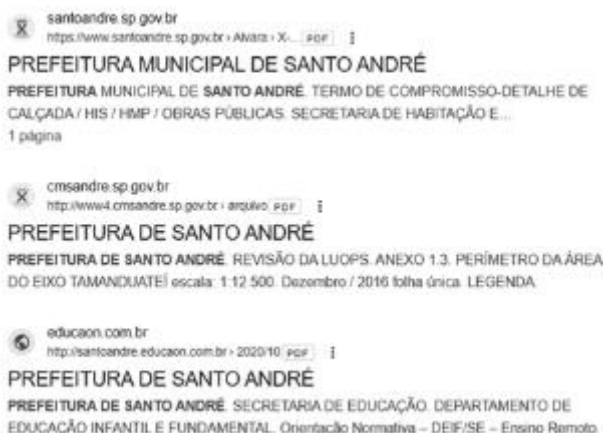 santoandre.sp.gov.br
https://www.santoandre.sp.gov.br › Alvara › X-... PDF
PREFEITURA MUNICIPAL DE SANTO ANDRÉ
PREFEITURA MUNICIPAL DE SANTO ANDRÉ. TERMO DE COMPROMISSO-DETALHE DE
CALÇADA / HIS / HMP / OBRAS PÚBLICAS. SECRETARIA DE HABITAÇÃO E...
1 página
cmsandre.sp.gov.br
http://www4.cmsandre.sp.gov.br › arquivo PDF
PREFEITURA DE SANTO ANDRÉ
PREFEITURA DE SANTO ANDRÉ. REVISÃO DA LUOPS. ANEXO 1.3. PERÍMETRO DA ÁREA
DO EIXO TAMANDUATEÍ escala: 1:12.500. Dezembro / 2016 folha única. LEGENDA.
educaon.com.br
http://santoandre.educaon.com.br › 2020/10 PDF
PREFEITURA DE SANTO ANDRÉ
PREFEITURA DE SANTO ANDRÉ. SECRETARIA DE EDUCAÇÃO. DEPARTAMENTO DE
EDUCAÇÃO INFANTIL E FUNDAMENTAL. Orientação Normativa – DEIF/SE – Ensino Remoto.